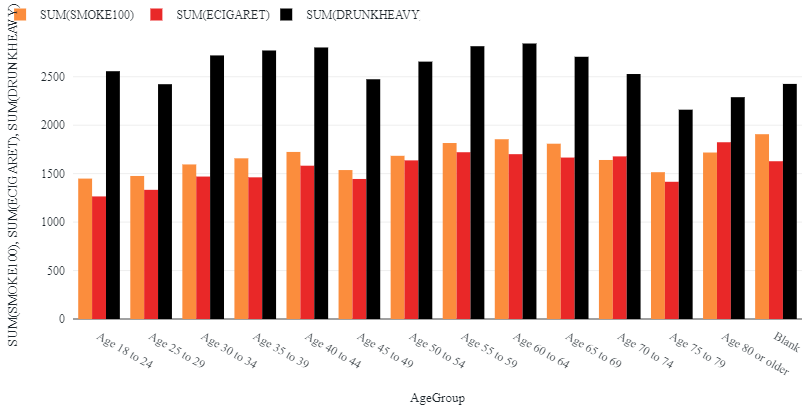 SUM(SMOKE100) SUM(ECIGARET) SUM(DRUNKHEAVY)
SUM(SMOKE100), SUM(ECIGARET), SUM(DRUNKHEAVY)
2500
2000
1500
1000
500
0
Age 18 to 24 Age 25 to 29 Age 30 to 34 Age 35 to 39 Age 40 to 44 Age 45 to 49 Age 50 to 54 Age 55 to 59 Age 60 to 64 Age 65 to 69 Age 70 to 74 Age 75 to 79 Age 80 or older Blank
AgeGroup